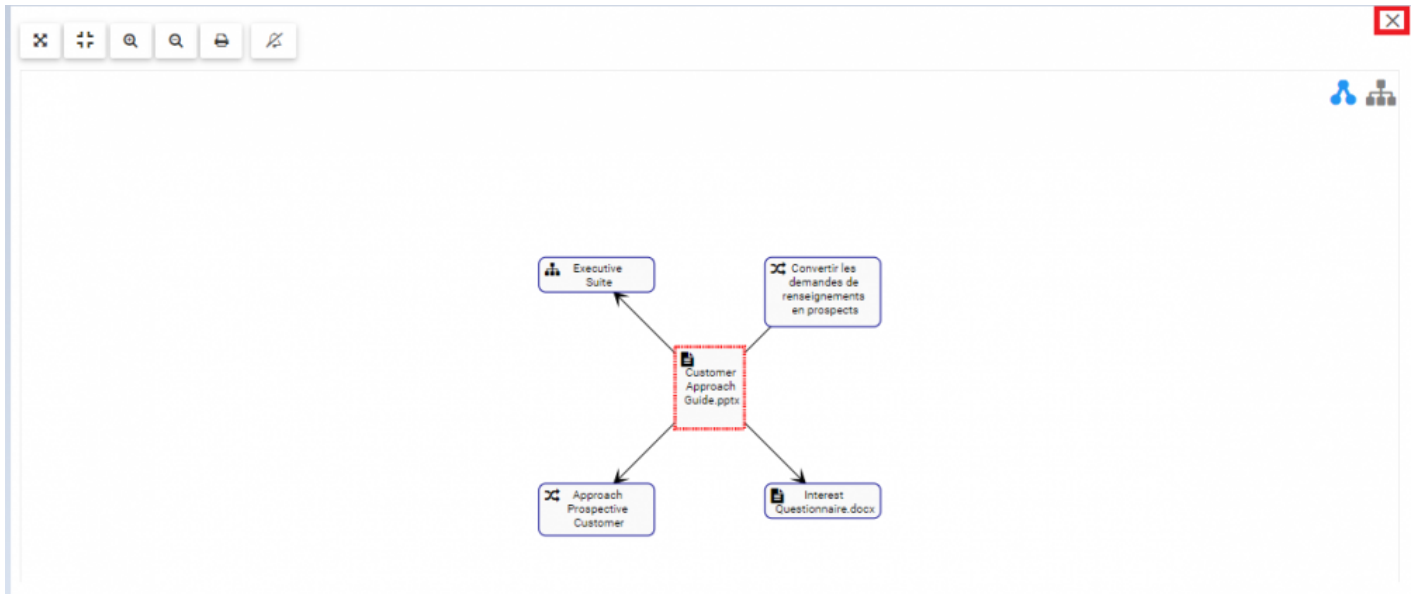 Executive
Suite
Convertir les
demandes de
renseignements
en prospects
Customer
Approach
Guide.pptx
Approach
Prospective
Customer
Interest
Questionnaire.docx